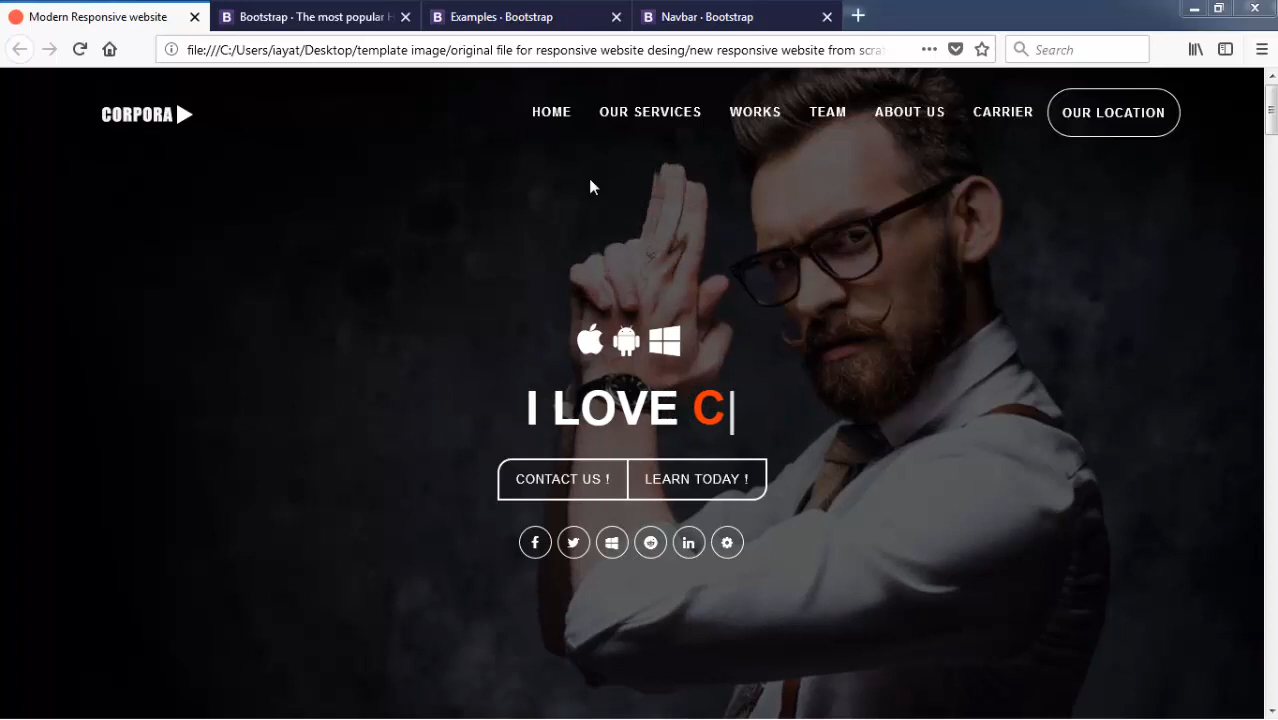 Modern Responsive website
Bootstrap · The most popular H
Examples · Bootstrap
Navbar · Bootstrap
file:///C:/Users/iayat/Desktop/template image/original file for responsive website desing/new responsive website from scra
Search
CORPORA
HOME
OUR SERVICES
WORKS
TEAM
ABOUT US
CARRIER
OUR LOCATION
I LOVE C|
CONTACT US !
LEARN TODAY !